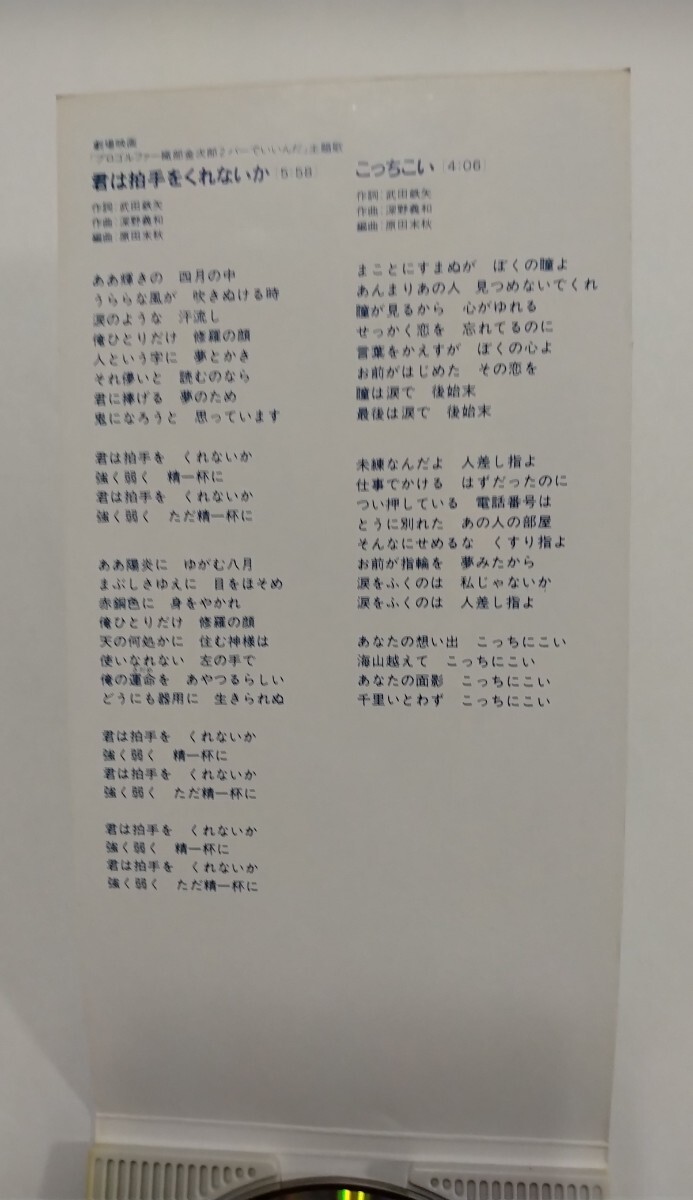 劇場映画
「プロゴルファー織部金次郎2 パーでいいんだ」主題歌
君は拍手をくれないか〔5:58〕
作詞:武田鉄矢
作曲:深野義和
編曲:原田末秋
ああ輝きの 四月の中
うららな風が 吹きぬける時
涙のような 汗流し
俺ひとりだけ 修羅の顔
人という字に 夢とかき
それ儚いと 読むのなら
君に捧げる 夢のため
鬼になろうと 思っています
君は拍手を くれないか
強く弱く 精一杯に
君は拍手を くれないか
強く弱く ただ精一杯に
ああ陽炎に ゆがむ八月
まぶしさゆえに 目をほそめ
赤銅色に 身をやかれ
俺ひとりだけ 修羅の顔
天の何処かに 住む神様は
使いなれない 左の手で
俺の運命を あやつるらしい
どうにも器用に 生きられぬ
君は拍手を くれないか
強く弱く 精一杯に
君は拍手を くれないか
強く弱く ただ精一杯に
君は拍手を くれないか
強く弱く 精一杯に
君は拍手を くれないか
強く弱く ただ精一杯に
こっちこい〔4:06〕
作詞:武田鉄矢
作曲:深野義和
編曲:原田末秋
まことにすまぬが ぼくの瞳よ
あんまりあの人 見つめないでくれ
瞳が見るから 心がゆれる
せっかく恋を 忘れてるのに
言葉をかえすが ぼくの心よ
お前がはじめた その恋を
瞳は涙で 後始末
最後は涙で 後始末
未練なんだよ 人差し指よ
仕事でかける はずだったのに
つい押している 電話番号は
とうに別れた あの人の部屋
そんなにせめるな くすり指よ
お前が指輪を 夢みたから
涙をふくのは 私じゃないか
涙をふくのは 人差し指よ
あなたの想い出 こっちにこい
海山越えて こっちにこい
あなたの面影 こっちにこい
千里いとわず こっちにこい